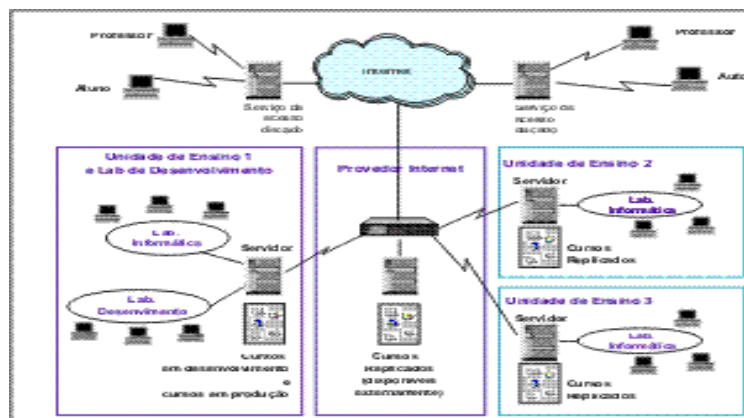 Professor
Professor
Internet
Aluno
Serviço de
acesso
discado
Serviço de
acesso
discado
Unidade de Ensino 1
e Lab de Desenvolvimento
Provedor Internet
Unidade de Ensino 2
Servidor
Lab.
Informática
Lab.
Informática
Servidor
Cursos
Replicados
Lab.
Unidade de Ensino 3
Servidor
Lab.
Informática
Cursos
em desenvolvimento
e
cursos em produção
Cursos
Replicados
(disponíveis
externamente)
Cursos
Replicados